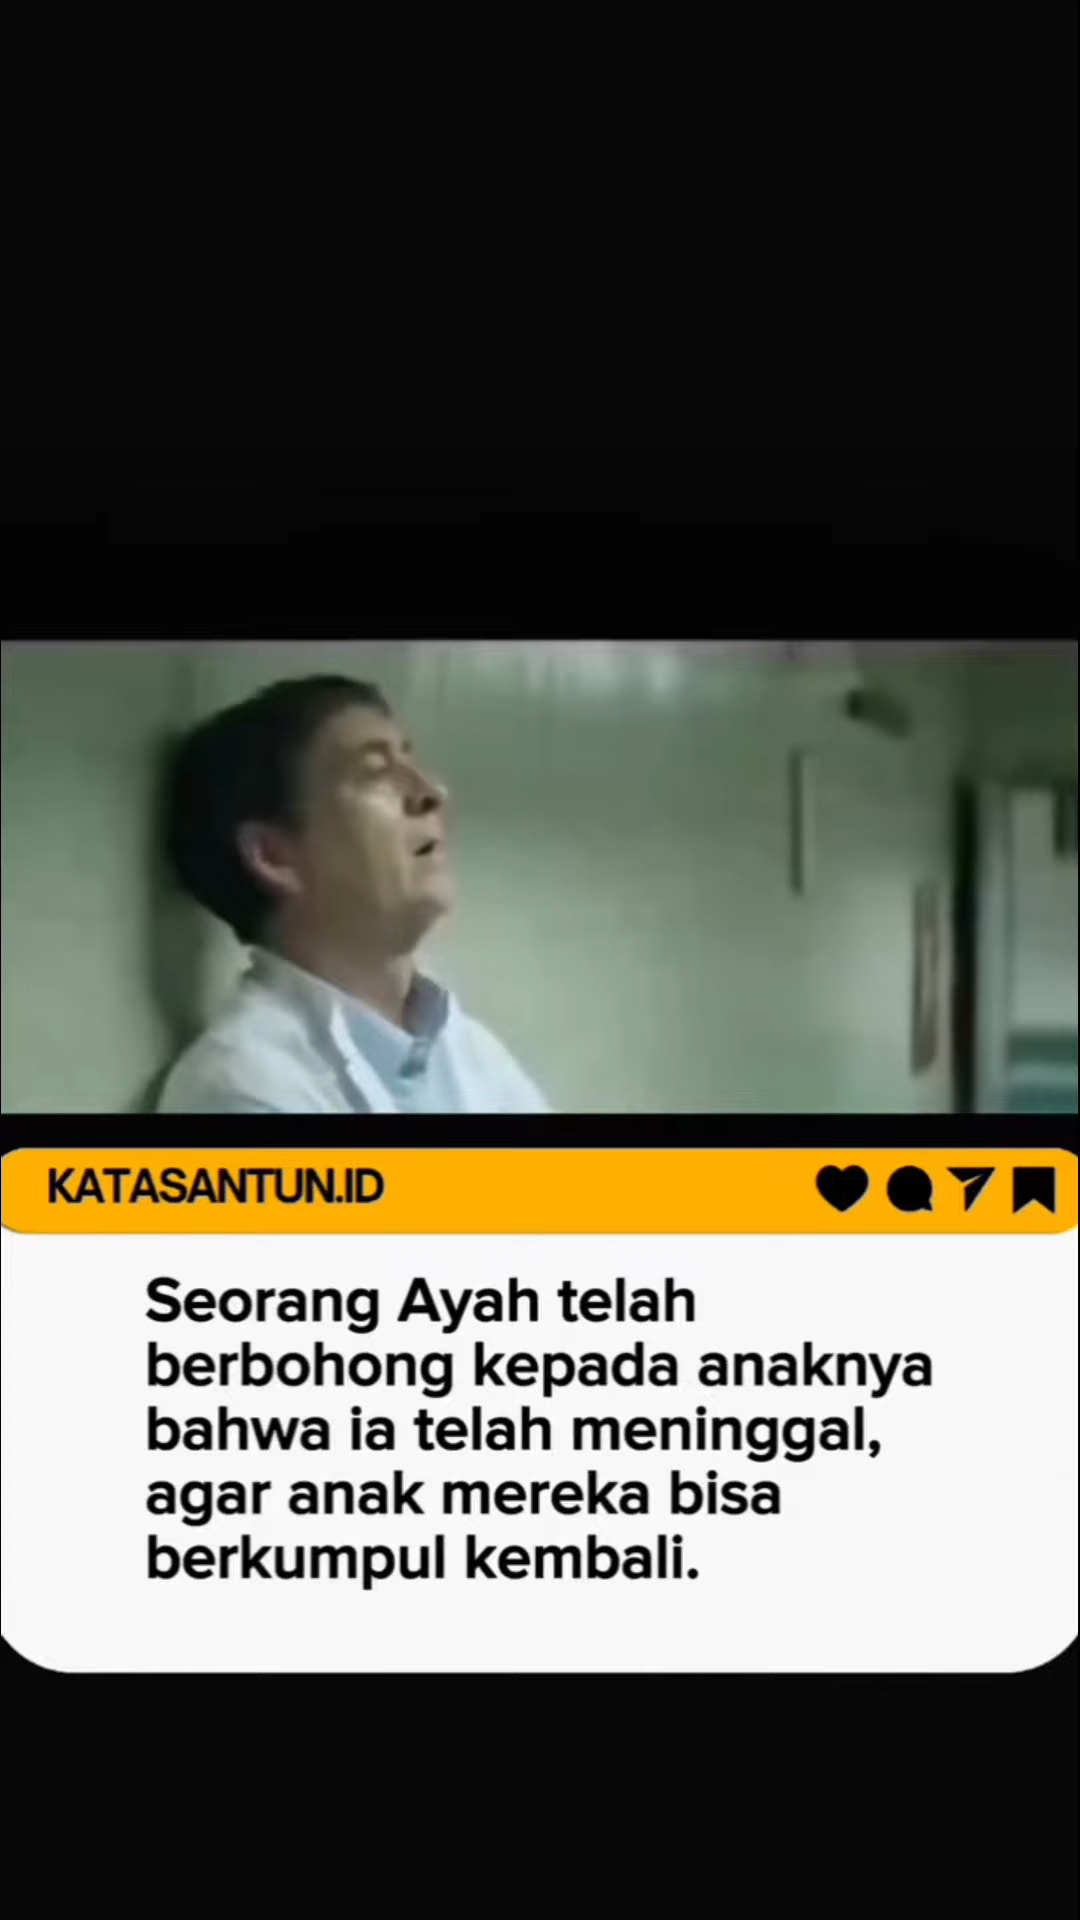 KATASANTUN.ID
Seorang Ayah telah
berbohong kepada anaknya
bahwa ia telah meninggal,
agar anak mereka bisa
berkumpul kembali.